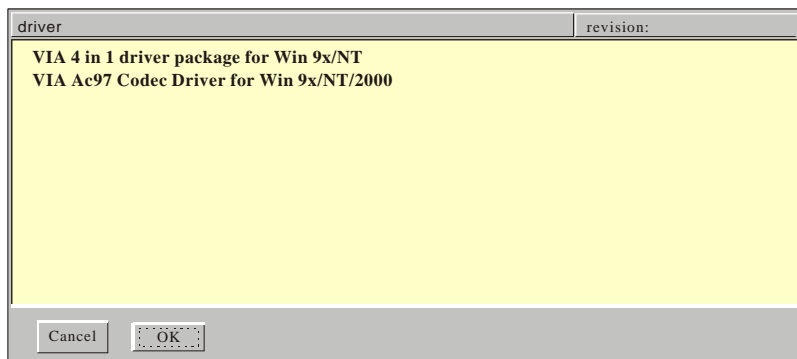 driver revision:
VIA 4 in 1 driver package for Win 9x/NT
VIA Ac97 Codec Driver for Win 9x/NT/2000
Cancel OK